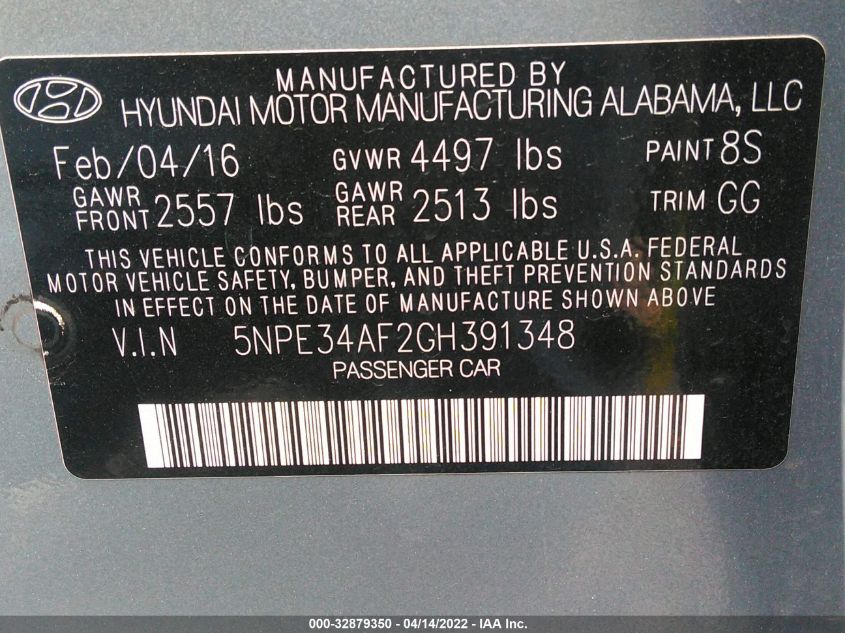 MANUFACTURED BY
HYUNDAI MOTOR MANUFACTURING ALABAMA, LLC
Feb/04/16 GVWR 4497 lbs PAINT 8S
GAWR FRONT 2557 lbs GAWR REAR 2513 lbs TRIM GG
THIS VEHICLE CONFORMS TO ALL APPLICABLE U.S.A. FEDERAL
MOTOR VEHICLE SAFETY, BUMPER, AND THEFT PREVENTION STANDARDS
IN EFFECT ON THE DATE OF MANUFACTURE SHOWN ABOVE
V.I.N 5NPE34AF2GH391348
PASSENGER CAR
000-32879350 - 04/14/2022 - IAA Inc.